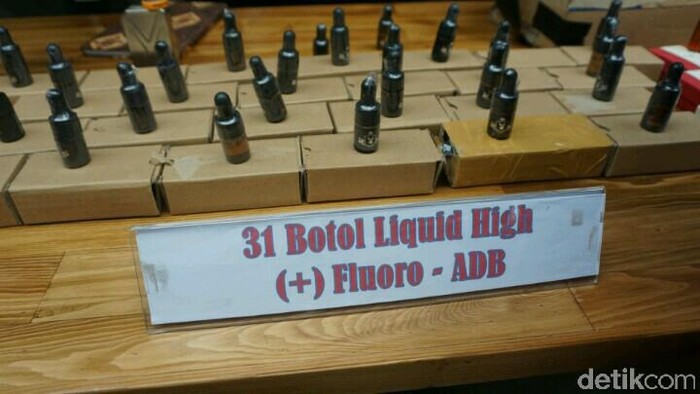 31 Botol Liquid High
(+) Fluoro - ADB
detikcom